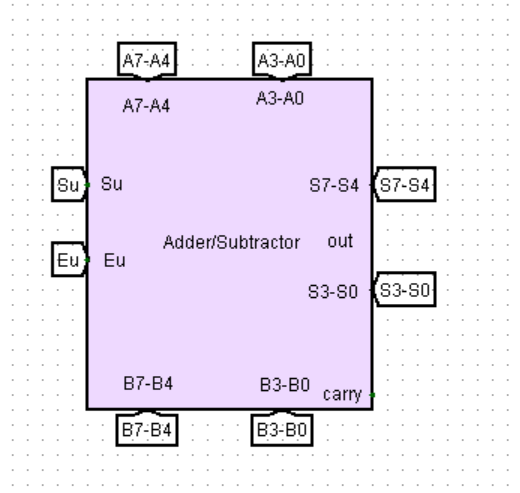 A7-A4 A3-A0
A7-A4 A3-A0
Su Su S7-S4 S7-S4
Eu Eu Adder/Subtractor out
S3-S0 S3-S0
B7-B4 B3-B0 carry
B7-B4 B3-B0